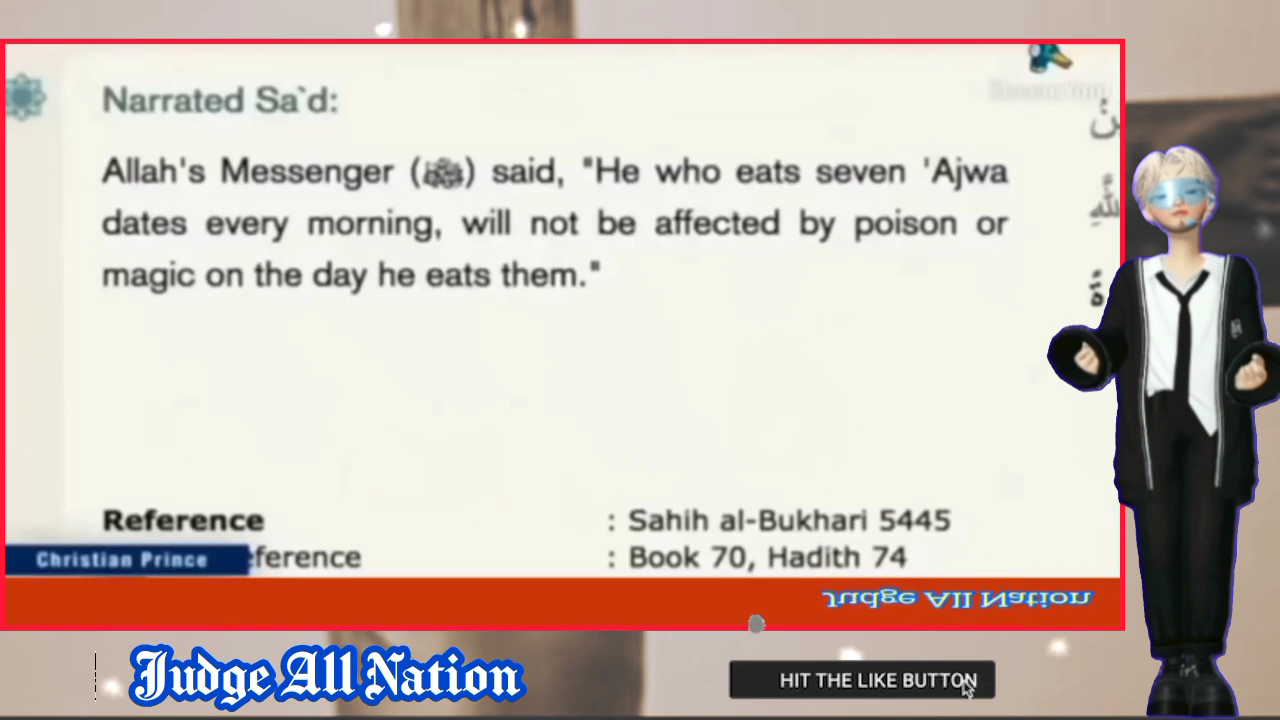 Narrated Sa`d:
Allah's Messenger (ﷺ) said, "He who eats seven 'Ajwa
dates every morning, will not be affected by poison or
magic on the day he eats them."
Reference : Sahih al-Bukhari 5445
eference : Book 70, Hadith 74
Christian Prince
Judge All Nation
Judge All Nation
HIT THE LIKE BUTTON